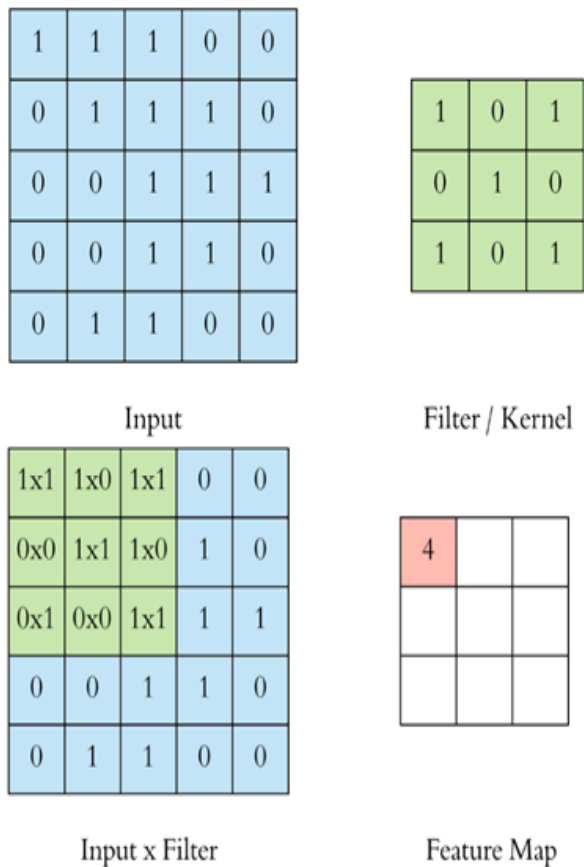 1 1 1 0 0
0 1 1 1 0
0 0 1 1 1
0 0 1 1 0
0 1 1 0 0
Input
1 0 1
0 1 0
1 0 1
Filter / Kernel
1x1 1x0 1x1 0 0
0x0 1x1 1x0 1 0
0x1 0x0 1x1 1 1
0 0 1 1 0
0 1 1 0 0
Input x Filter
4
Feature Map